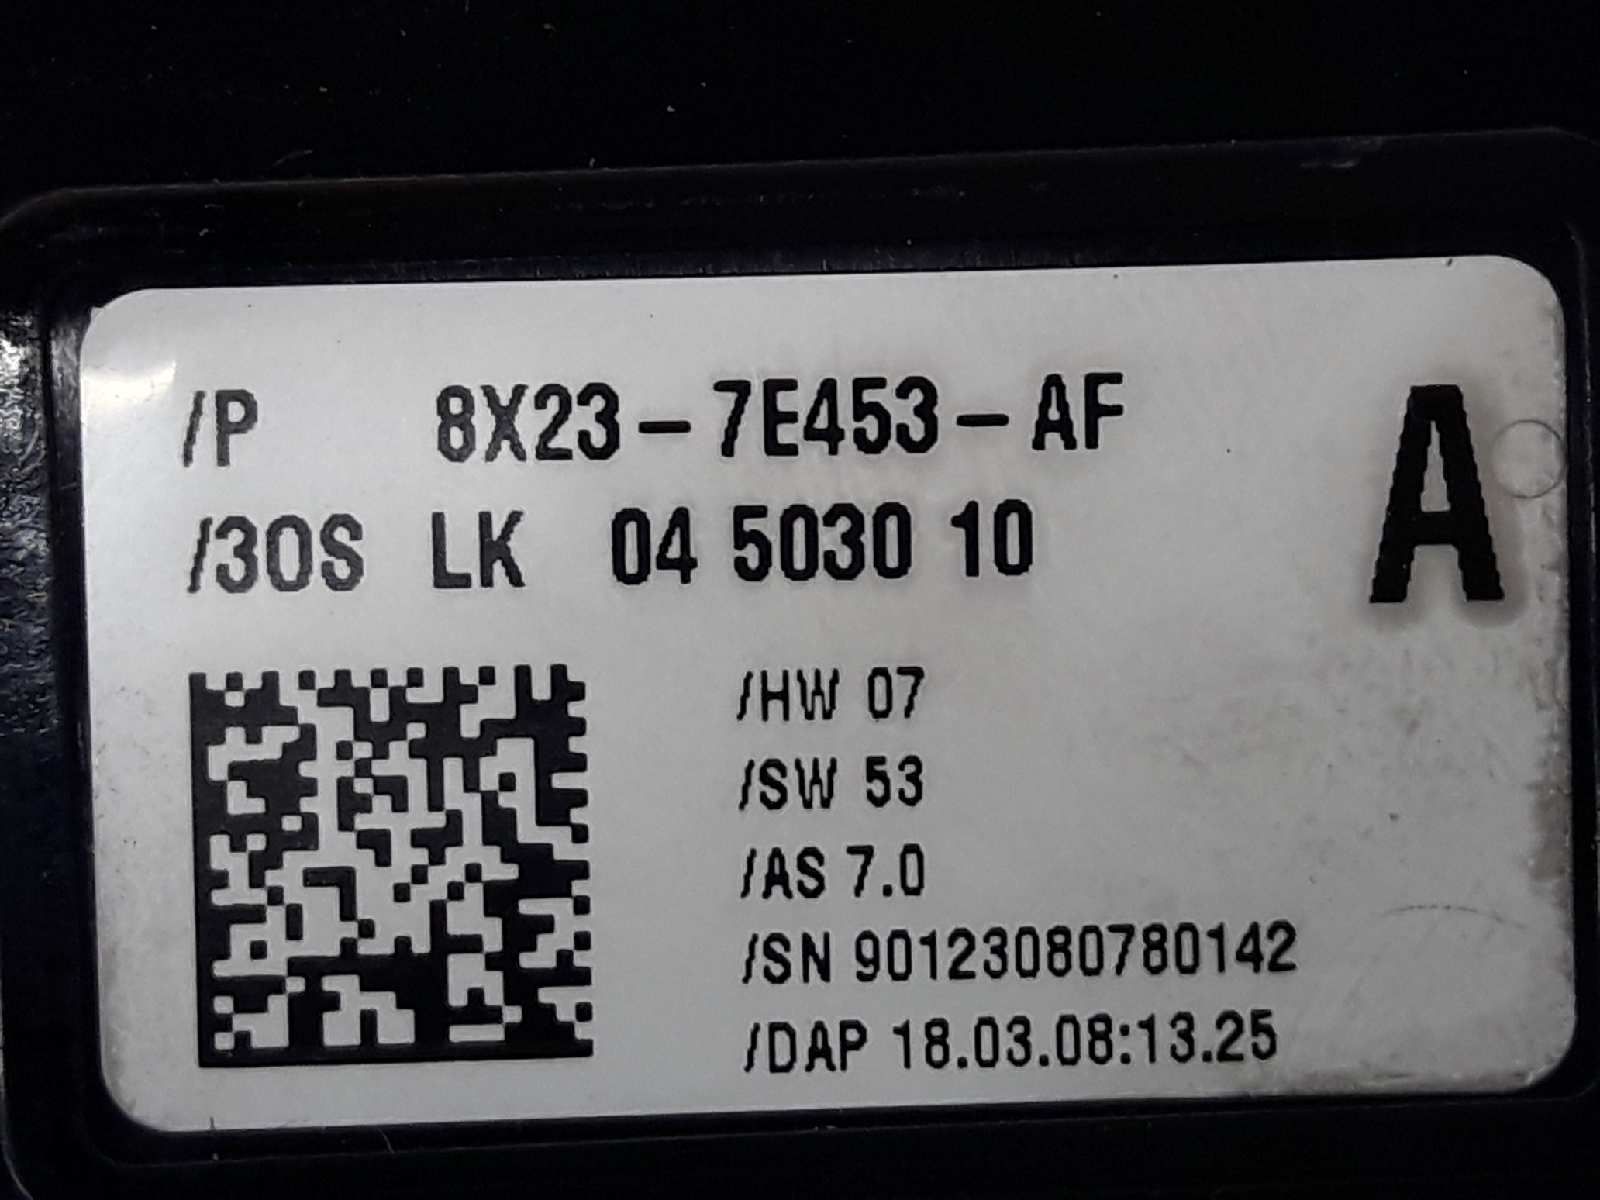 /P 8X23-7E453-AF
A
/3OS LK 04 5030 10
/HW 07
/SW 53
/AS 7.0
/SN 90123080780142
/DAP 18.03.08:13.25